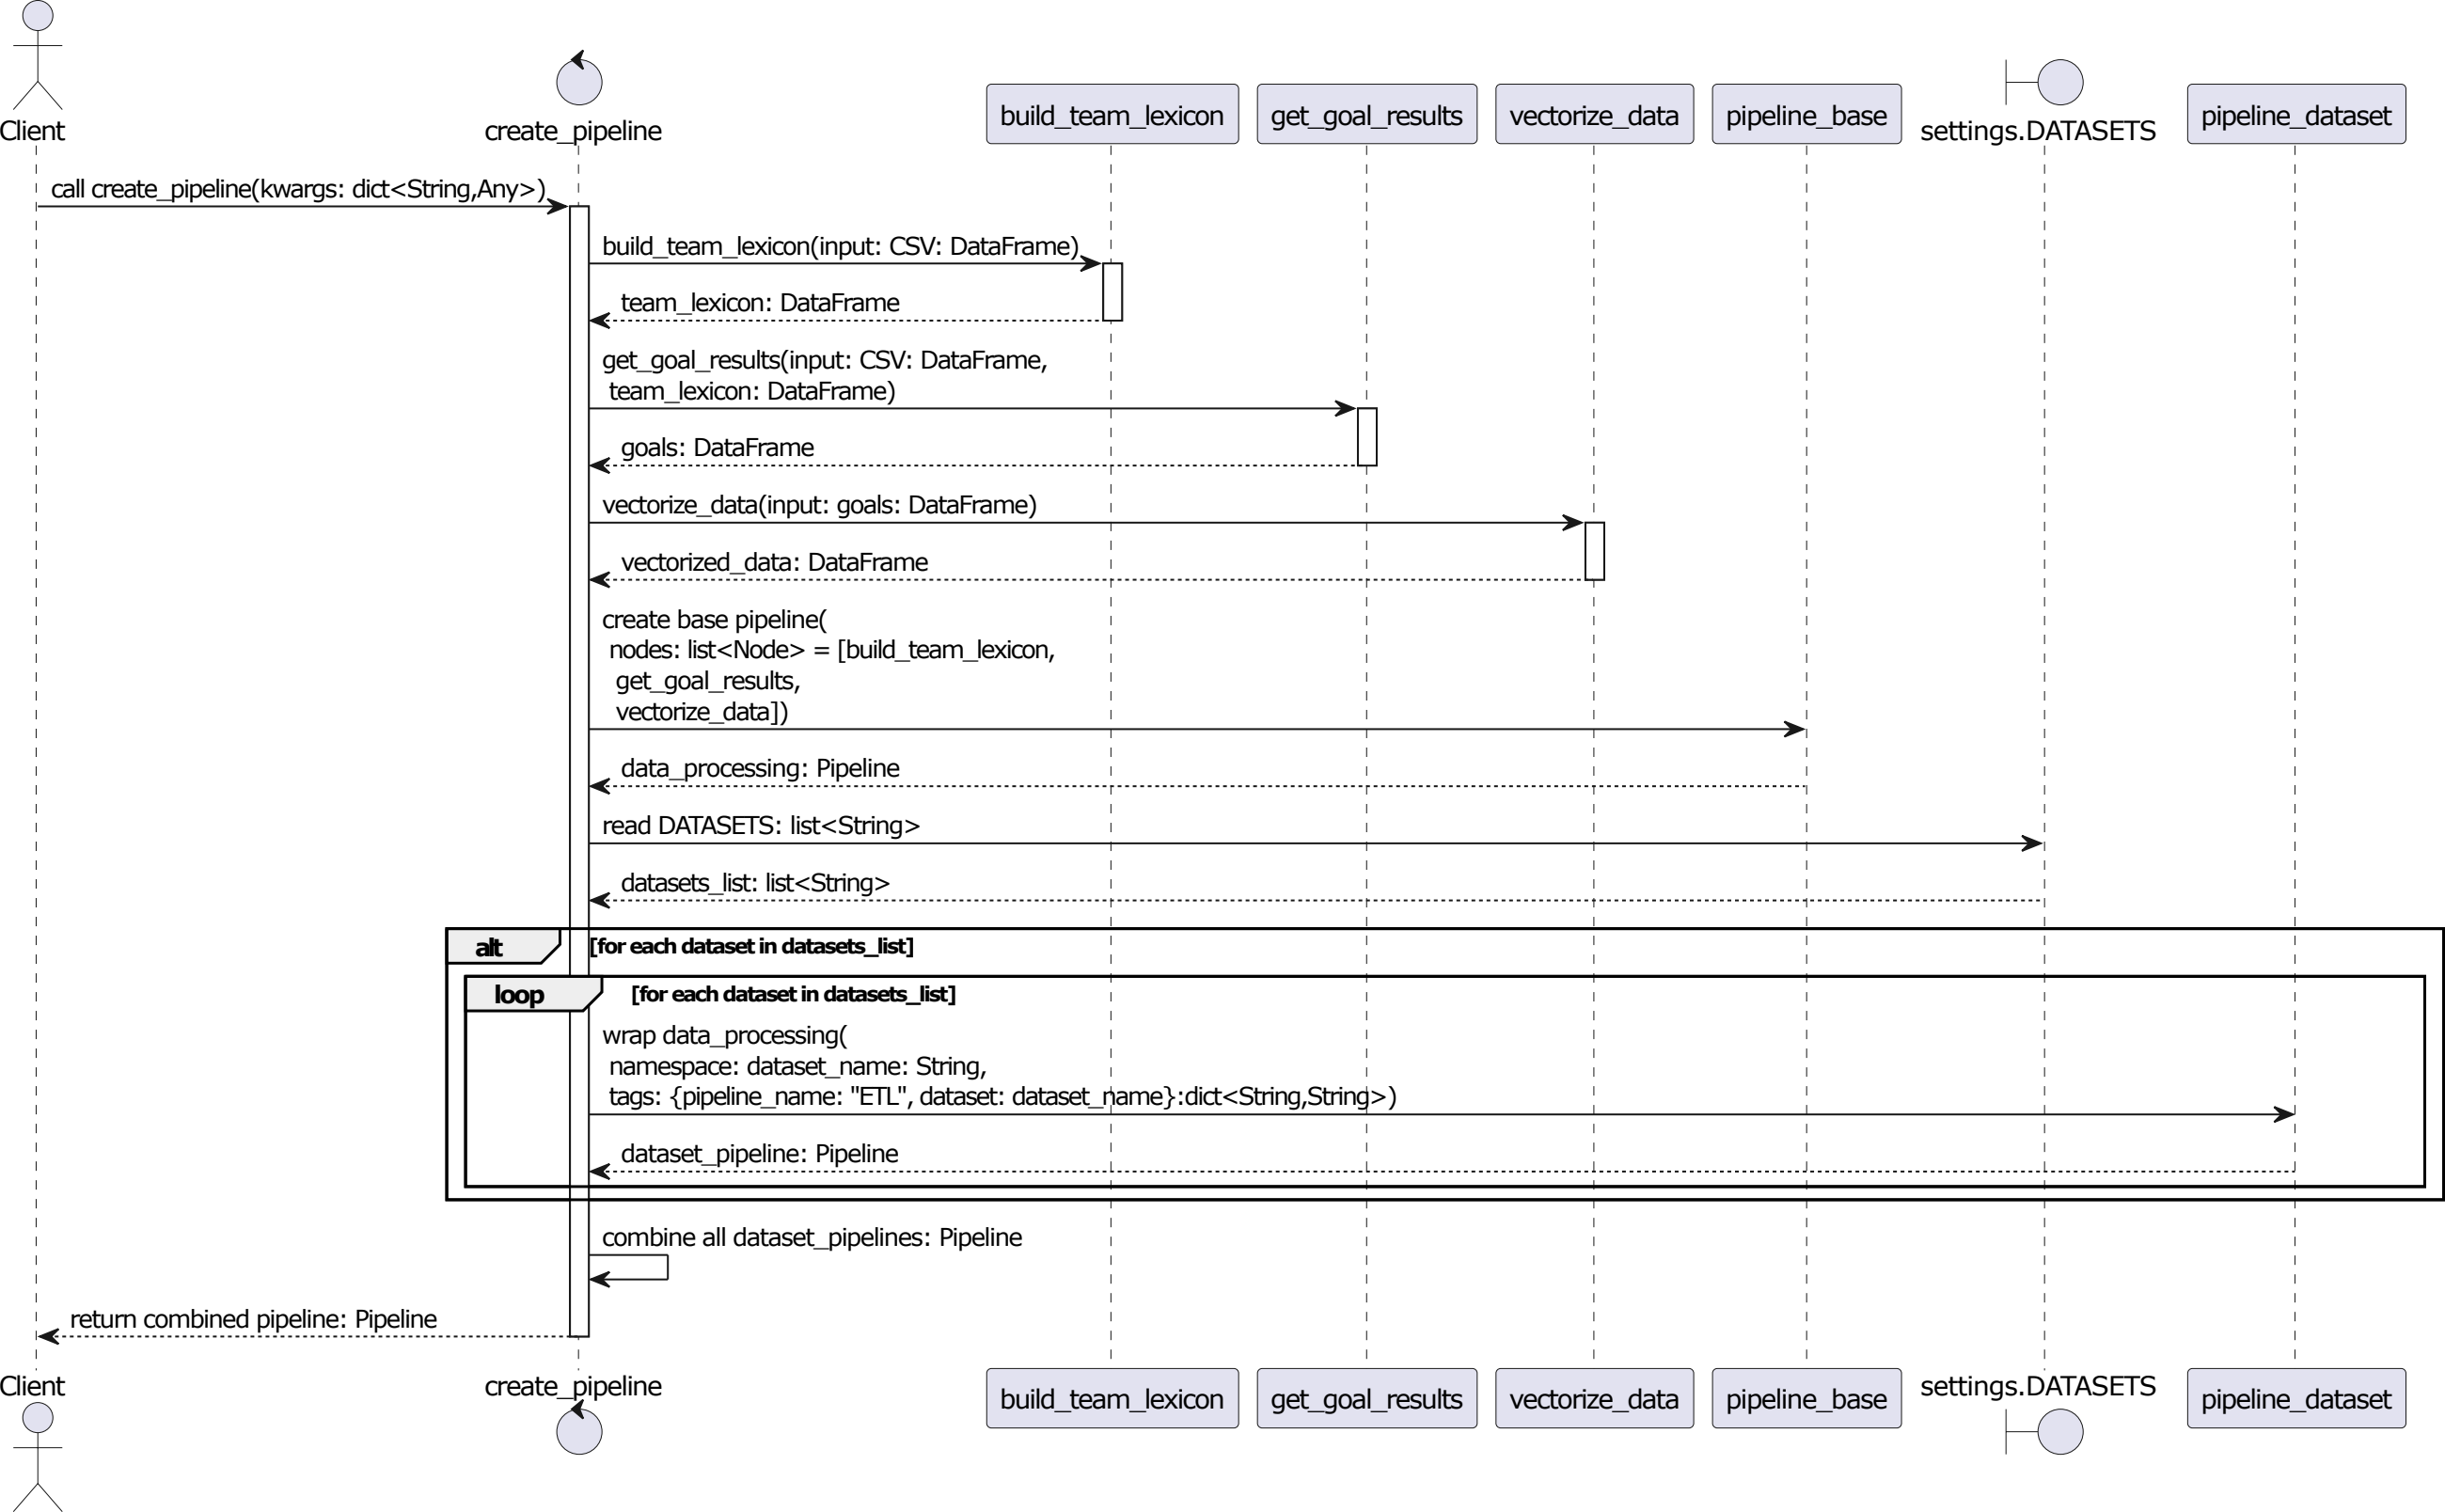 Client
create_pipeline
build_team_lexicon
get_goal_results
vectorize_data
pipeline_base
settings.DATASETS
pipeline_dataset
call create_pipeline(kwargs: dict<String,Any>)
build_team_lexicon(input: CSV: DataFrame)
team_lexicon: DataFrame
get_goal_results(input: CSV: DataFrame,
team_lexicon: DataFrame)
goals: DataFrame
vectorize_data(input: goals: DataFrame)
vectorized_data: DataFrame
create base pipeline(
nodes: list<Node> = [build_team_lexicon,
get_goal_results,
vectorize_data])
data_processing: Pipeline
read DATASETS: list<String>
datasets_list: list<String>
alt [for each dataset in datasets_list]
loop [for each dataset in datasets_list]
wrap data_processing(
namespace: dataset_name: String,
tags: {pipeline_name: "ETL", dataset: dataset_name}:dict<String,String>)
dataset_pipeline: Pipeline
combine all dataset_pipelines: Pipeline
return combined pipeline: Pipeline
Client
create_pipeline
build_team_lexicon
get_goal_results
vectorize_data
pipeline_base
settings.DATASETS
pipeline_dataset